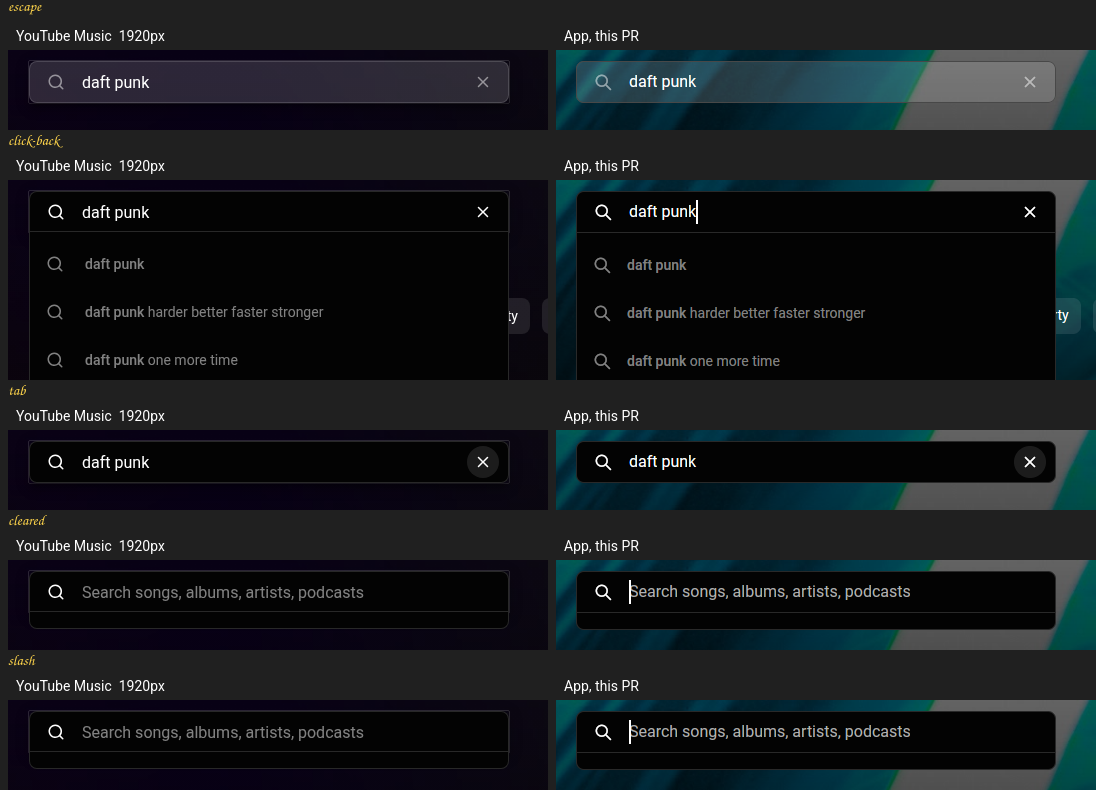 escape
YouTube Music 1920px App, this PR
daft punk daft punk
click-back
YouTube Music 1920px App, this PR
daft punk daft punk
daft punk daft punk
daft punk harder better faster stronger ty daft punk harder better faster stronger rty
daft punk one more time daft punk one more time
tab
YouTube Music 1920px App, this PR
daft punk daft punk
cleared
YouTube Music 1920px App, this PR
Search songs, albums, artists, podcasts Search songs, albums, artists, podcasts
slash
YouTube Music 1920px App, this PR
Search songs, albums, artists, podcasts Search songs, albums, artists, podcasts